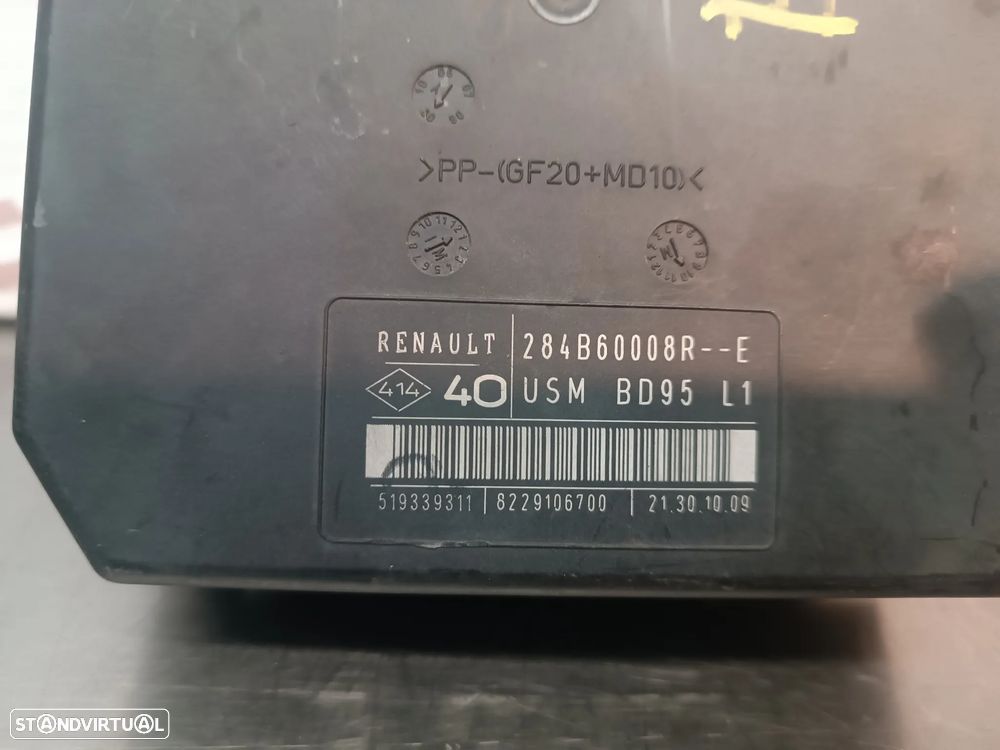 >PP-(GF20+MD10)<
RENAULT 284B60008R--E
414 40 USM BD95 L1
519339311 8229106700 21.30.10.09
STANDVIRTUAL